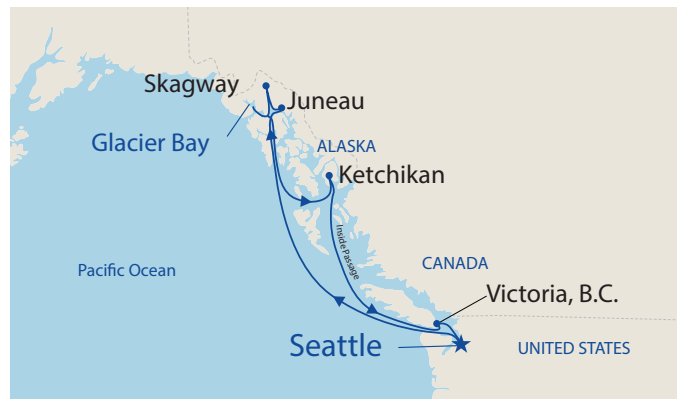 Skagway
Juneau
Glacier Bay
ALASKA
Ketchikan
Inside Passage
Pacific Ocean
CANADA
Victoria, B.C.
Seattle
UNITED STATES